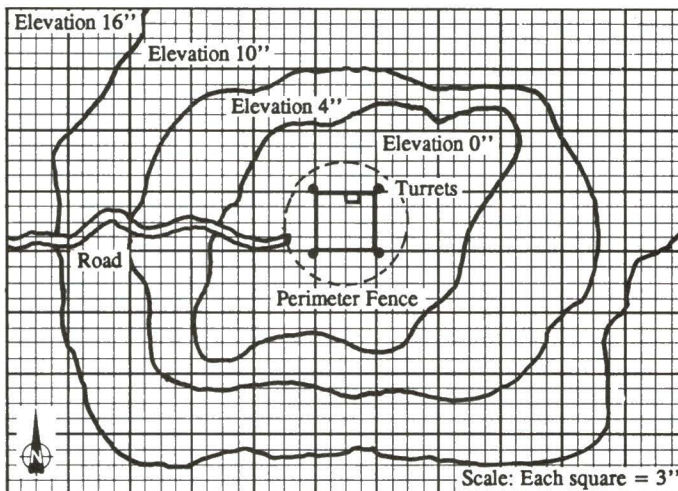 Elevation 16’’
Elevation 10’’
Elevation 4’’
Elevation 0’’
Turrets
Road
Perimeter Fence
N
Scale: Each square = 3’’